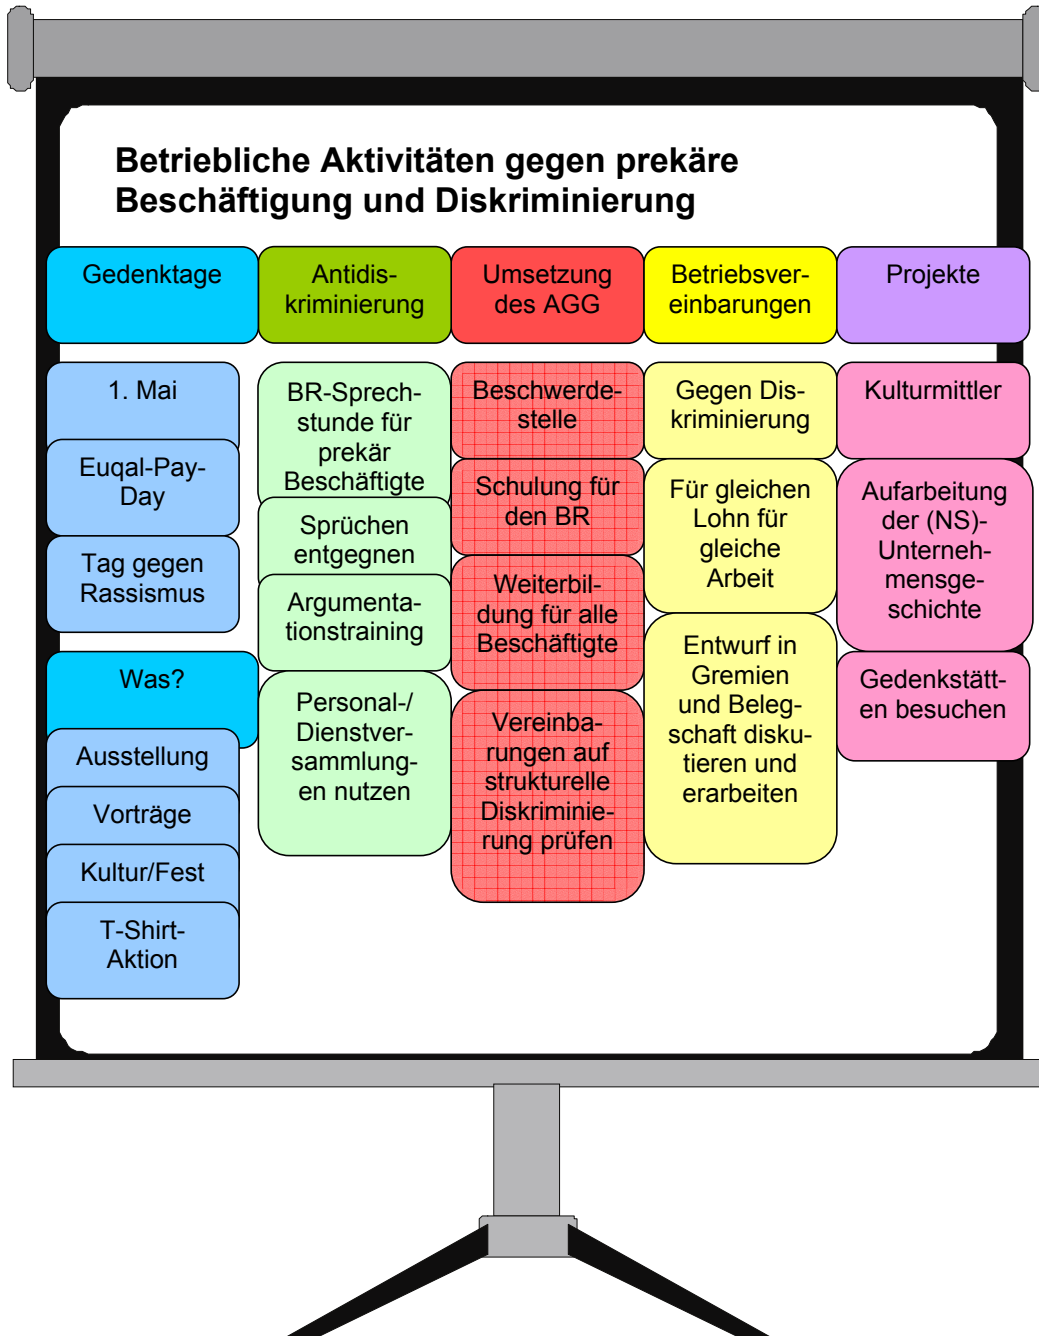 Betriebliche Aktivitäten gegen prekäre
Beschäftigung und Diskriminierung
Gedenktage
1. Mai
Euqal-Pay-
Day
Tag gegen
Rassismus
Was?
Ausstellung
Vorträge
Kultur/Fest
T-Shirt-
Aktion
Antidis-
kriminierung
BR-Sprech-
stunde für
prekär
Beschäftigte
Sprüchen
entgegnen
Argumenta-
tionstraining
Personal-/
Dienstver-
sammlung-
en nutzen
Umsetzung
des AGG
Beschwerde-
stelle
Schulung für
den BR
Weiterbil-
dung für alle
Beschäftigte
Vereinba-
rungen auf
strukturelle
Diskriminie-
rung prüfen
Betriebsver-
einbarungen
Gegen Dis-
kriminierung
Für gleichen
Lohn für
gleiche
Arbeit
Entwurf in
Gremien
und Beleg-
schaft disku-
tieren und
erarbeiten
Projekte
Kulturmittler
Aufarbeitung
der (NS)-
Unterneh-
mensge-
schichte
Gedenkstätt-
en besuchen